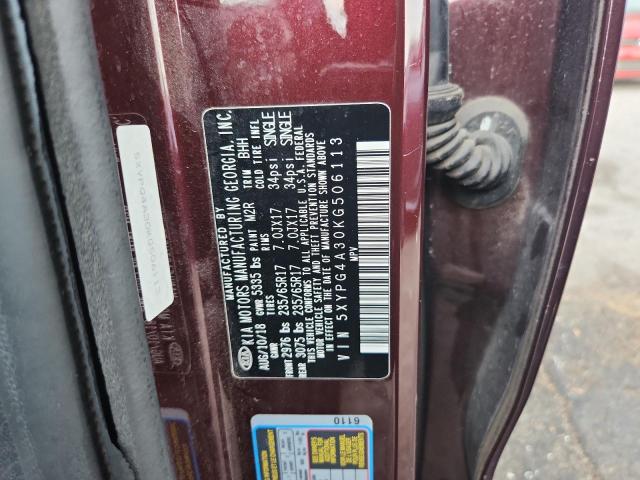 MANUFACTURED BY
KIA KIA MOTORS MANUFACTURING GEORGIA, INC.
AUG/10/18 GVWR 5335 lbs PAINT M2R TRIM BHH
GAWR TIRES RIMS COLD TIRE INFL
FRONT 2976 lbs 235/65R17 7.0JX17 34psi SINGLE
REAR 3075 lbs 235/65R17 7.0JX17 34psi SINGLE
THIS VEHICLE CONFORMS TO ALL APPLICABLE U.S.A. FEDERAL
MOTOR VEHICLE SAFETY, BUMPER, AND THEFT PREVENTION STANDARDS
IN EFFECT ON THE DATE OF MANUFACTURE SHOWN ABOVE.
VIN 5XYPG4A30KG506113
MPV
6110